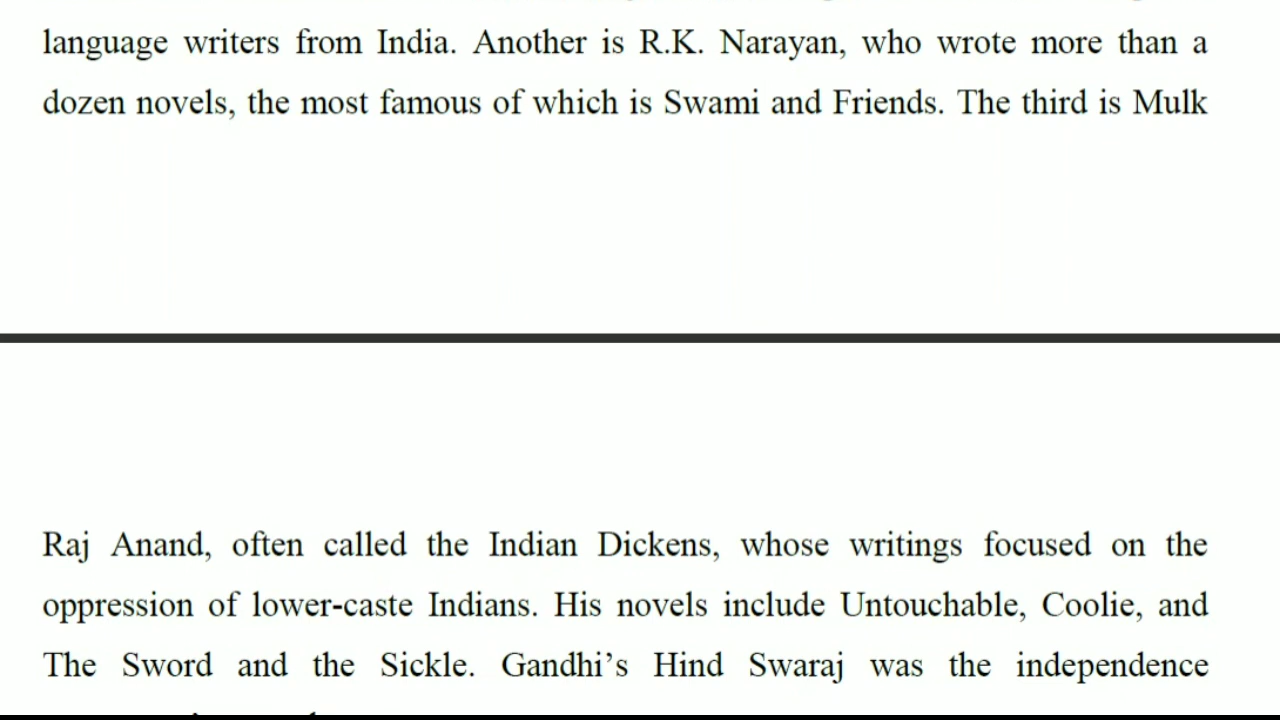 language writers from India. Another is R.K. Narayan, who wrote more than a
dozen novels, the most famous of which is Swami and Friends. The third is Mulk
Raj Anand, often called the Indian Dickens, whose writings focused on the
oppression of lower-caste Indians. His novels include Untouchable, Coolie, and
The Sword and the Sickle. Gandhi’s Hind Swaraj was the independence